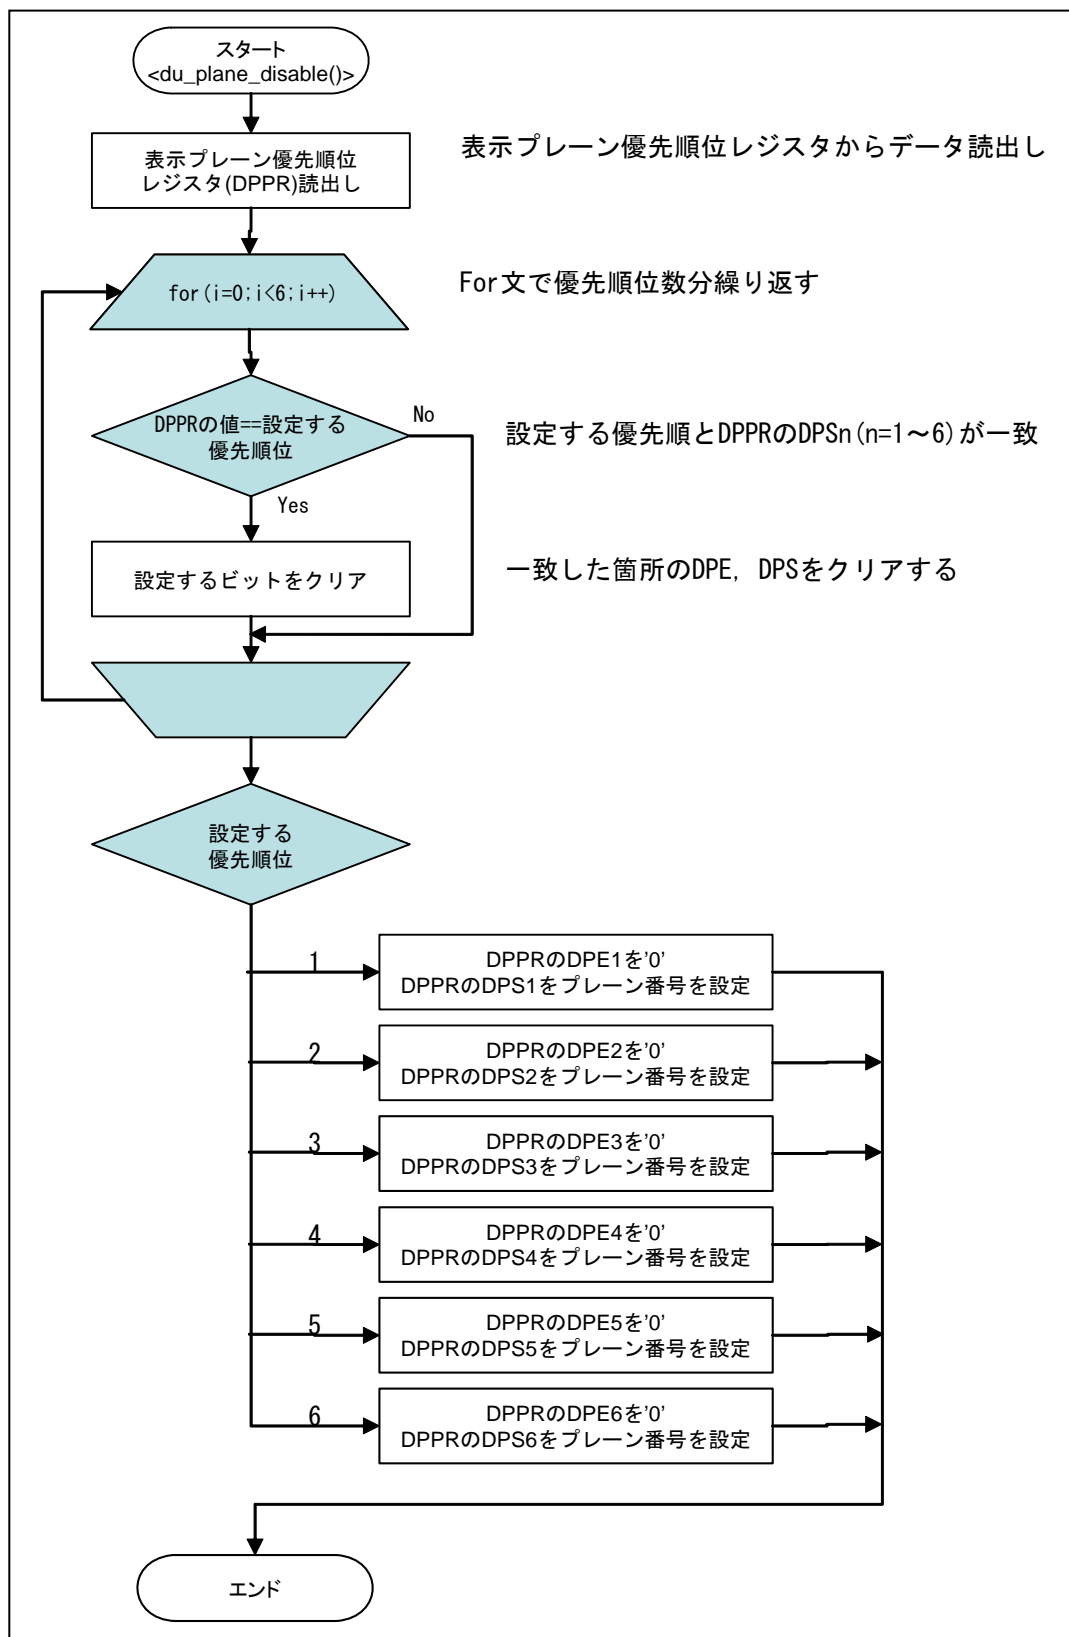 スタート
<du_plane_disable()>
表示プレーン優先順位
レジスタ(DPPR)読出し
表示プレーン優先順位レジスタからデータ読出し
for(i=0;i<6;i++)
For文で優先順位数分繰り返す
DPPRの値==設定する
優先順位
No
設定する優先順とDPPRのDPSn(n=1～6)が一致
Yes
設定するビットをクリア
一致した箇所のDPE, DPSをクリアする
設定する
優先順位
1
DPPRのDPE1を'0'
DPPRのDPS1をプレーン番号を設定
2
DPPRのDPE2を'0'
DPPRのDPS2をプレーン番号を設定
3
DPPRのDPE3を'0'
DPPRのDPS3をプレーン番号を設定
4
DPPRのDPE4を'0'
DPPRのDPS4をプレーン番号を設定
5
DPPRのDPE5を'0'
DPPRのDPS5をプレーン番号を設定
6
DPPRのDPE6を'0'
DPPRのDPS6をプレーン番号を設定
エンド